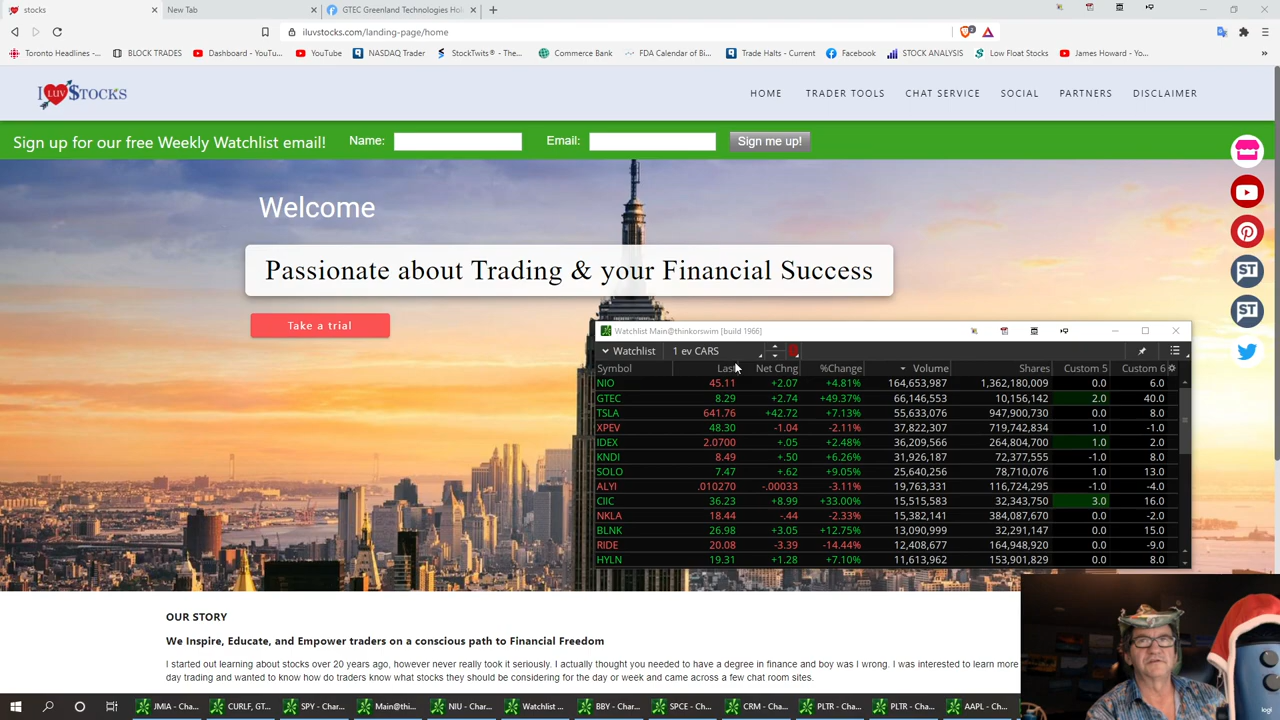 stocks
New Tab
GTEC Greenland Technologies Hol
iluvstocks.com/landing-page/home
Toronto Headlines -...
BLOCK TRADES
Dashboard - YouTu...
YouTube
NASDAQ Trader
StockTwits® - The...
Commerce Bank
FDA Calendar of Bi...
Trade Halts - Current
Facebook
STOCK ANALYSIS
Low Float Stocks
James Howard - Yo...
I LUV $TOCKS
HOME TRADER TOOLS CHAT SERVICE SOCIAL PARTNERS DISCLAIMER
Sign up for our free Weekly Watchlist email! Name: Email: Sign me up!
Welcome
Passionate about Trading & your Financial Success
Take a trial
Watchlist Main@thinkorswim [build 1966]
Watchlist 1 ev CARS
Symbol Last Net Chng %Change Volume Shares Custom 5 Custom 6
NIO 45.11 +2.07 +4.81% 164,653,987 1,362,180,009 0.0 6.0
GTEC 8.29 +2.74 +49.37% 66,146,553 10,156,142 2.0 40.0
TSLA 641.76 +42.72 +7.13% 55,633,076 947,900,730 0.0 8.0
XPEV 48.30 -1.04 -2.11% 37,822,307 719,742,834 1.0 -1.0
IDEX 2.0700 +.05 +2.48% 36,209,566 264,804,700 1.0 2.0
KNDI 8.49 +.50 +6.26% 31,926,187 72,377,555 -1.0 8.0
SOLO 7.47 +.62 +9.05% 25,640,256 78,710,076 1.0 13.0
ALYI .010270 -.00033 -3.11% 19,763,331 116,724,295 -1.0 -4.0
CIIC 36.23 +8.99 +33.00% 15,515,583 32,343,750 3.0 16.0
NKLA 18.44 -.44 -2.33% 15,382,141 384,087,670 0.0 -2.0
BLNK 26.98 +3.05 +12.75% 13,090,999 32,291,147 0.0 15.0
RIDE 20.08 -3.39 -14.44% 12,408,677 164,948,920 0.0 -9.0
HYLN 19.31 +1.28 +7.10% 11,613,962 153,901,829 0.0 8.0
OUR STORY
We Inspire, Educate, and Empower traders on a conscious path to Financial Freedom
I started out learning about stocks over 20 years ago, however never really took it seriously. I actually thought you needed to have a degree in finance and boy was I wrong. I was interested to learn more
day trading and wanted to know how do traders know what stocks they should be considering for the day or week and came across a few chat room sites.
JMIA - Cha...
CURLF, GT...
SPY - Char...
Main@thi...
NIU - Char...
Watchlist ...
BBY - Char...
SPCE - Cha...
CRM - Cha...
PLTR - Cha...
PLTR - Cha...
AAPL - Ch...
logi